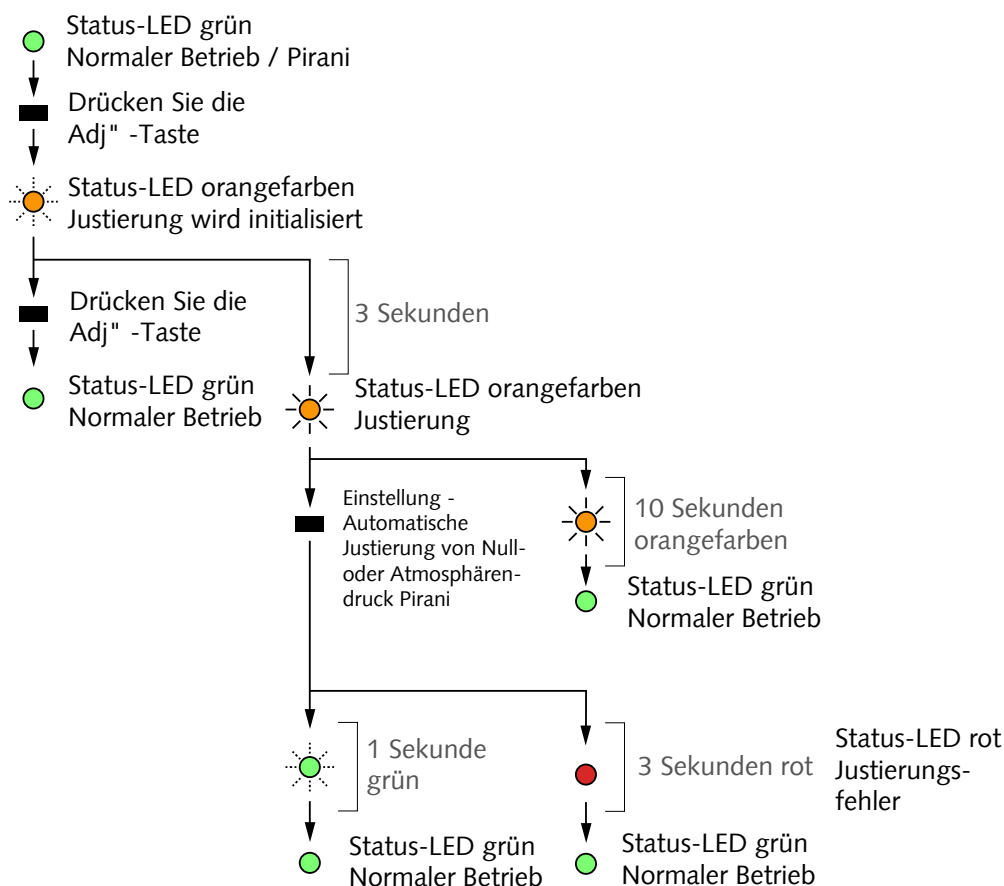 Status-LED grün
Normaler Betrieb / Pirani
Drücken Sie die
Adj" -Taste
Status-LED orangefarben
Justierung wird initialisiert
Drücken Sie die
Adj" -Taste
3 Sekunden
Status-LED grün
Normaler Betrieb
Status-LED orangefarben
Justierung
Einstellung -
Automatische
Justierung von Null-
oder Atmosphären-
druck Pirani
10 Sekunden
orangefarben
Status-LED grün
Normaler Betrieb
1 Sekunde
grün
3 Sekunden rot
Status-LED rot
Justierungs-
fehler
Status-LED grün
Normaler Betrieb
Status-LED grün
Normaler Betrieb